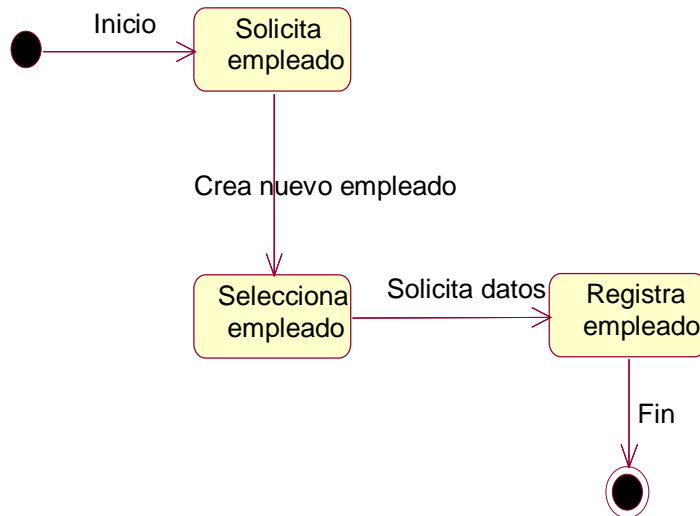 Inicio
Solicita
empleado
Crea nuevo empleado
Selecciona
empleado
Solicita datos
Registra
empleado
Fin